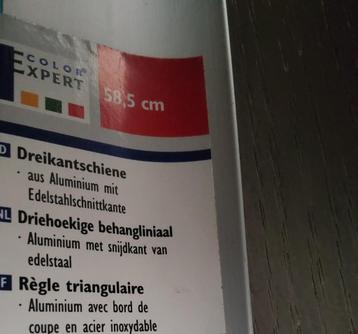 COLOR®
EXPERT
58,5 cm
D Dreikantschiene
· aus Aluminium mit
Edelstahlschnittkante
NL Driehoekige behangliniaal
· Aluminium met snijdkant van
edelstaal
F Règle triangulaire
· Aluminium avec bord de
coupe en acier inoxydable